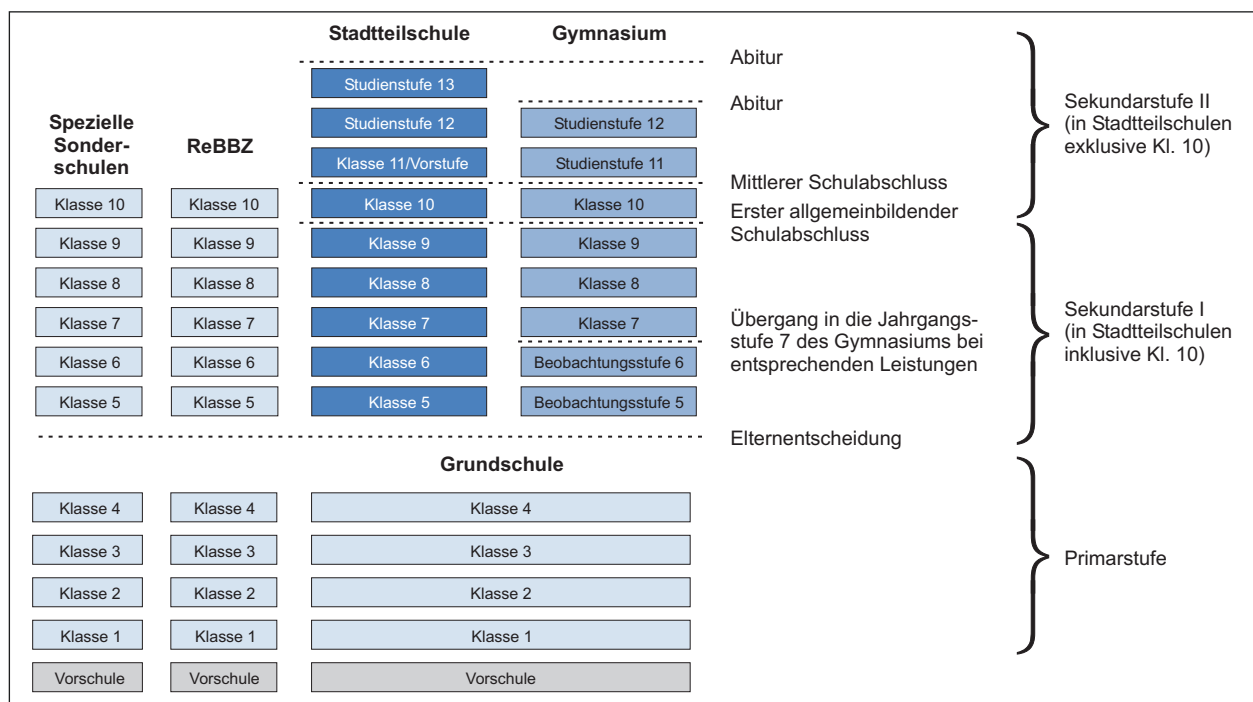 Stadtteilschule Gymnasium
Abitur
Studienstufe 13
Abitur
Spezielle
Sonder-
schulen
ReBBZ
Studienstufe 12 Studienstufe 12
Klasse 11/Vorstufe Studienstufe 11
Sekundarstufe II
(in Stadtteilschulen
exklusive Kl. 10)
Mittlerer Schulabschluss
Klasse 10 Klasse 10 Klasse 10 Klasse 10
Erster allgemeinbildender
Schulabschluss
Klasse 9 Klasse 9 Klasse 9 Klasse 9
Klasse 8 Klasse 8 Klasse 8 Klasse 8
Klasse 7 Klasse 7 Klasse 7 Klasse 7
Übergang in die Jahrgangs-
stufe 7 des Gymnasiums bei
entsprechenden Leistungen
Sekundarstufe I
(in Stadtteilschulen
inklusive Kl. 10)
Klasse 6 Klasse 6 Klasse 6 Beobachtungsstufe 6
Klasse 5 Klasse 5 Klasse 5 Beobachtungsstufe 5
Elternentscheidung
Grundschule
Klasse 4 Klasse 4 Klasse 4
Klasse 3 Klasse 3 Klasse 3
Primarstufe
Klasse 2 Klasse 2 Klasse 2
Klasse 1 Klasse 1 Klasse 1
Vorschule Vorschule Vorschule